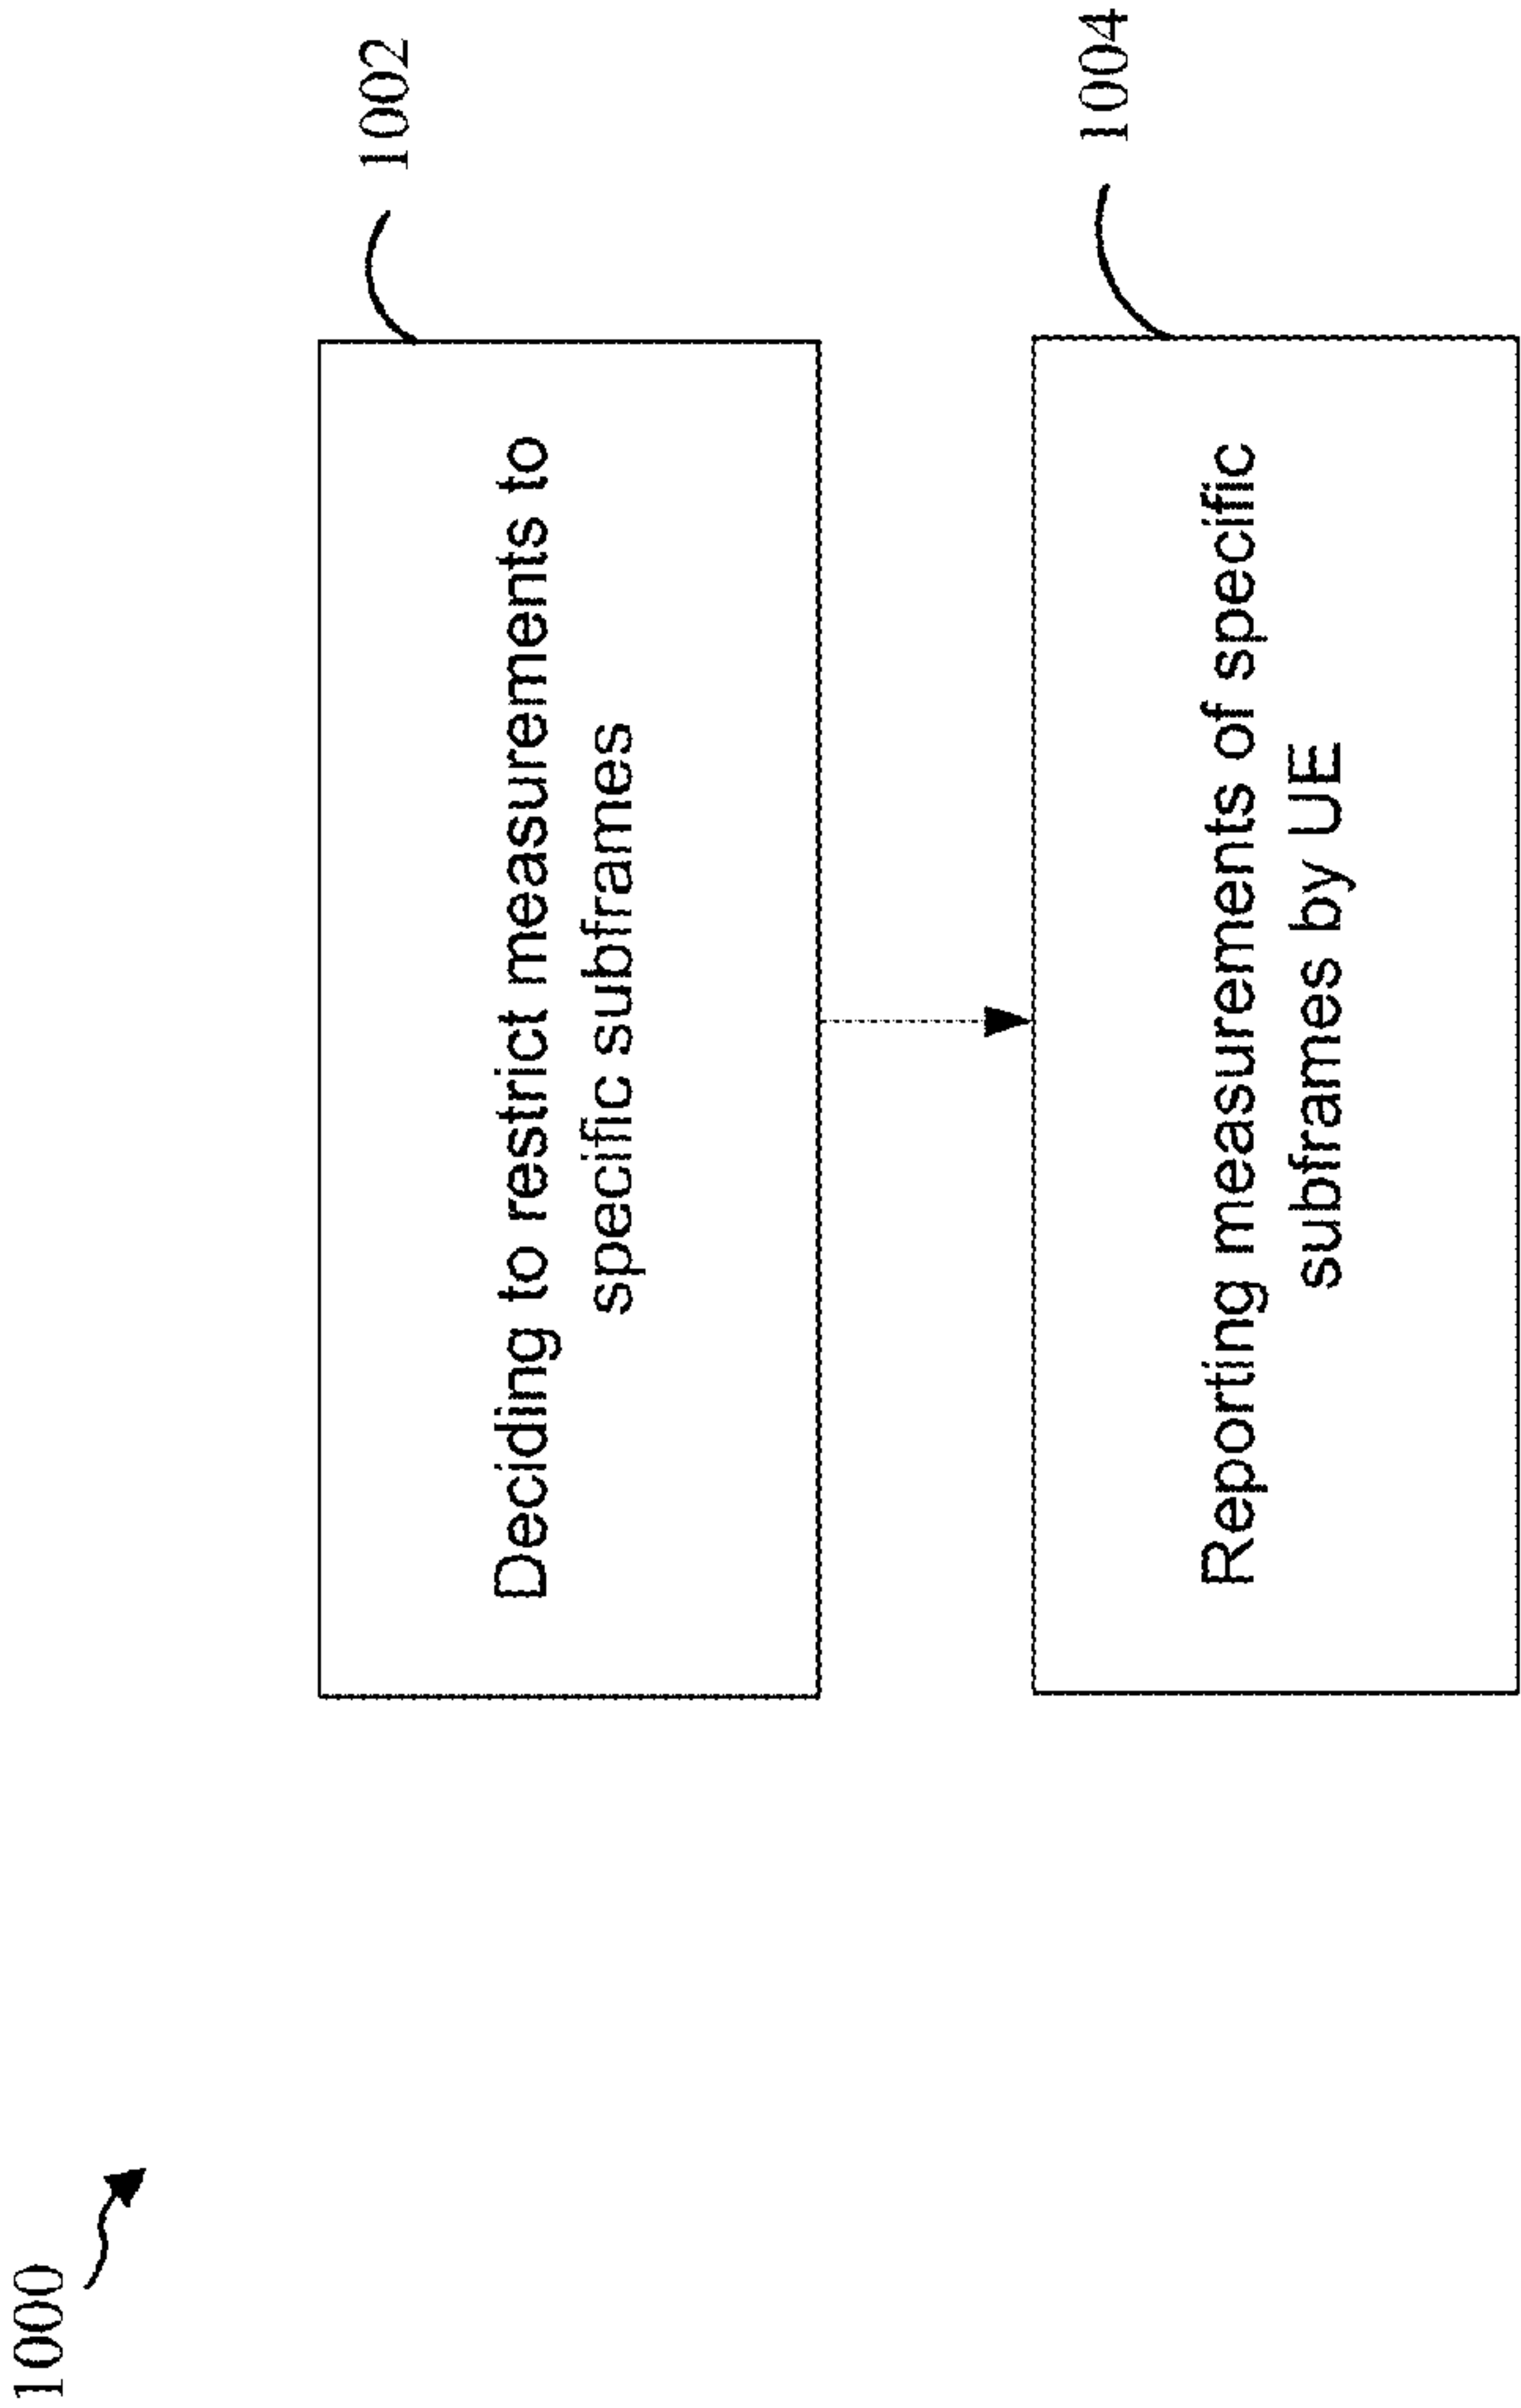 1000
1002
Deciding to restrict measurements to
specific subframes
1004
Reporting measurements of specific
subframes by UE